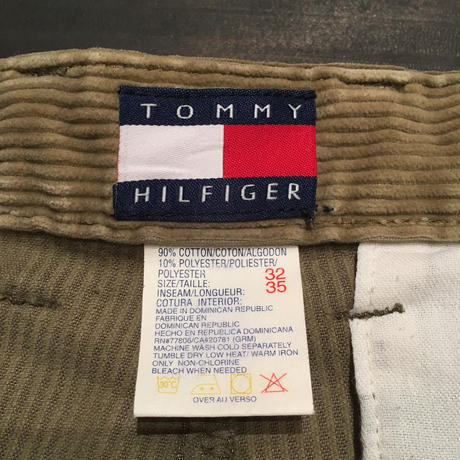 TOMMY
HILFIGER
90% COTTON/COTON/ALGODON
10% POLYESTER/POLIESTER/
POLYESTER
SIZE/TAILLE: 32
INSEAM/LONGUEUR: 35
COTURA INTERIOR:
MADE IN DOMINICAN REPUBLIC
FABRIQUE EN
DOMINICAN REPUBLIC
HECHO EN REPUBLICA DOMINICANA
RN#77806/CA#20781 (GRM)
MACHINE WASH COLD SEPARATELY
TUMBLE DRY LOW HEAT/ WARM IRON
ONLY NON-CHLORINE
BLEACH WHEN NEEDED
30°C
OVER AU VERSO